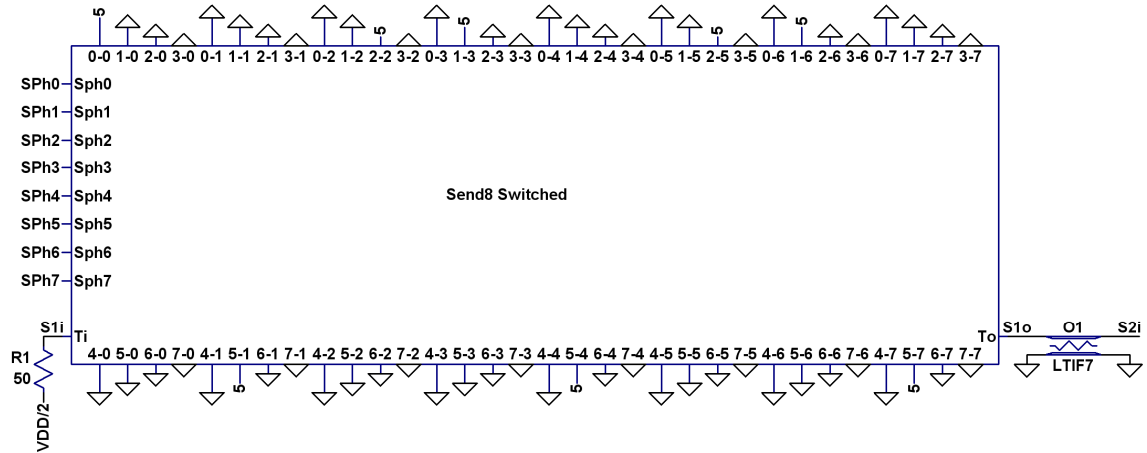 5 5 5 5 5 5
0-0 1-0 2-0 3-0 0-1 1-1 2-1 3-1 0-2 1-2 2-2 3-2 0-3 1-3 2-3 3-3 0-4 1-4 2-4 3-4 0-5 1-5 2-5 3-5 0-6 1-6 2-6 3-6 0-7 1-7 2-7 3-7
SPh0 Sph0
SPh1 Sph1
SPh2 Sph2
SPh3 Sph3
SPh4 Sph4
Send8 Switched
SPh5 Sph5
SPh6 Sph6
SPh7 Sph7
S1i Ti To S1o O1 S2i
4-0 5-0 6-0 7-0 4-1 5-1 6-1 7-1 4-2 5-2 6-2 7-2 4-3 5-3 6-3 7-3 4-4 5-4 6-4 7-4 4-5 5-5 6-5 7-5 4-6 5-6 6-6 7-6 4-7 5-7 6-7 7-7
R1
50
LTIF7
5 5 5
VDD/2